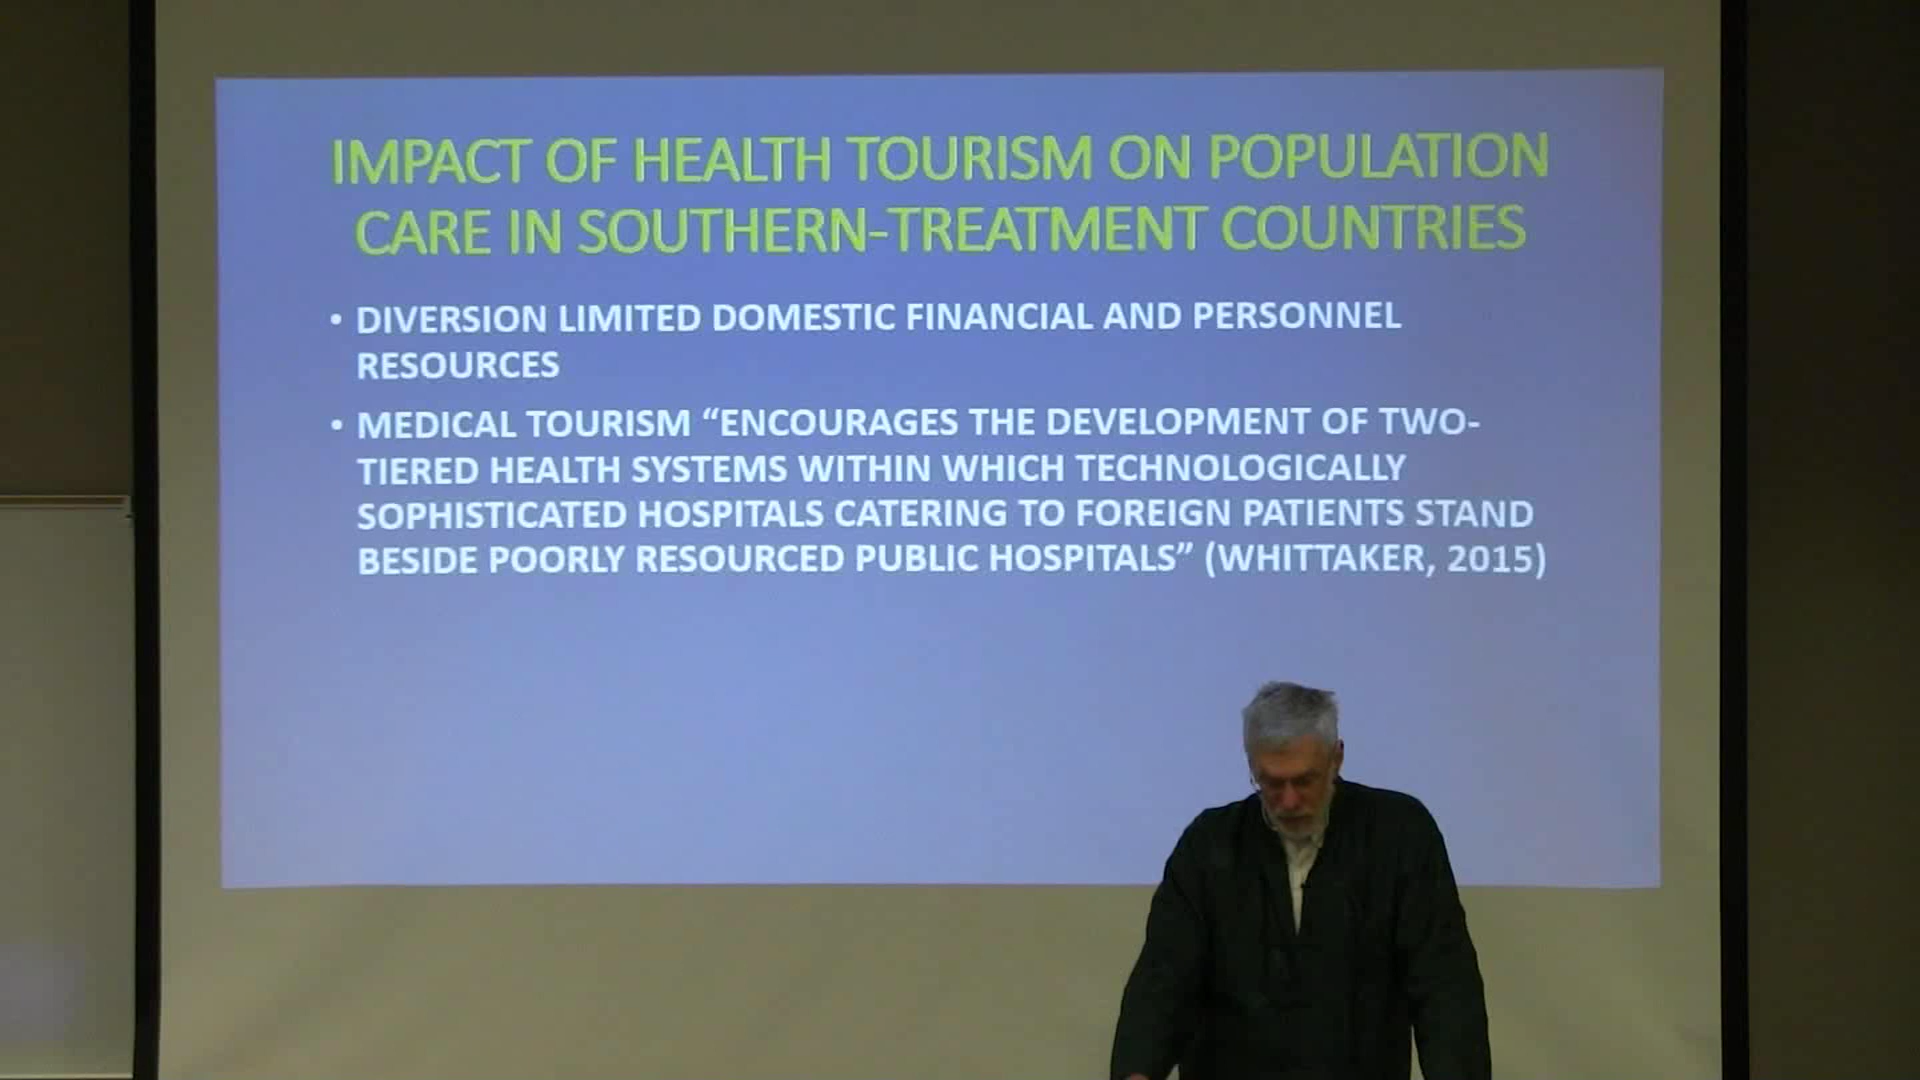 IMPACT OF HEALTH TOURISM ON POPULATION
CARE IN SOUTHERN-TREATMENT COUNTRIES
• DIVERSION LIMITED DOMESTIC FINANCIAL AND PERSONNEL
RESOURCES
• MEDICAL TOURISM “ENCOURAGES THE DEVELOPMENT OF TWO-
TIERED HEALTH SYSTEMS WITHIN WHICH TECHNOLOGICALLY
SOPHISTICATED HOSPITALS CATERING TO FOREIGN PATIENTS STAND
BESIDE POORLY RESOURCED PUBLIC HOSPITALS” (WHITTAKER, 2015)